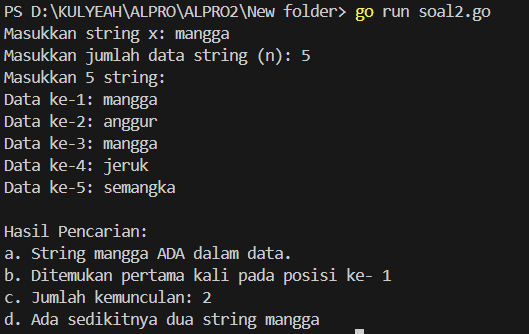 PS D:\KULYEAH\ALPRO\ALPRO2\New folder> go run soal2.go
Masukkan string x: mangga
Masukkan jumlah data string (n): 5
Masukkan 5 string:
Data ke-1: mangga
Data ke-2: anggur
Data ke-3: mangga
Data ke-4: jeruk
Data ke-5: semangka
Hasil Pencarian:
a. String mangga ADA dalam data.
b. Ditemukan pertama kali pada posisi ke- 1
c. Jumlah kemunculan: 2
d. Ada sedikitnya dua string mangga